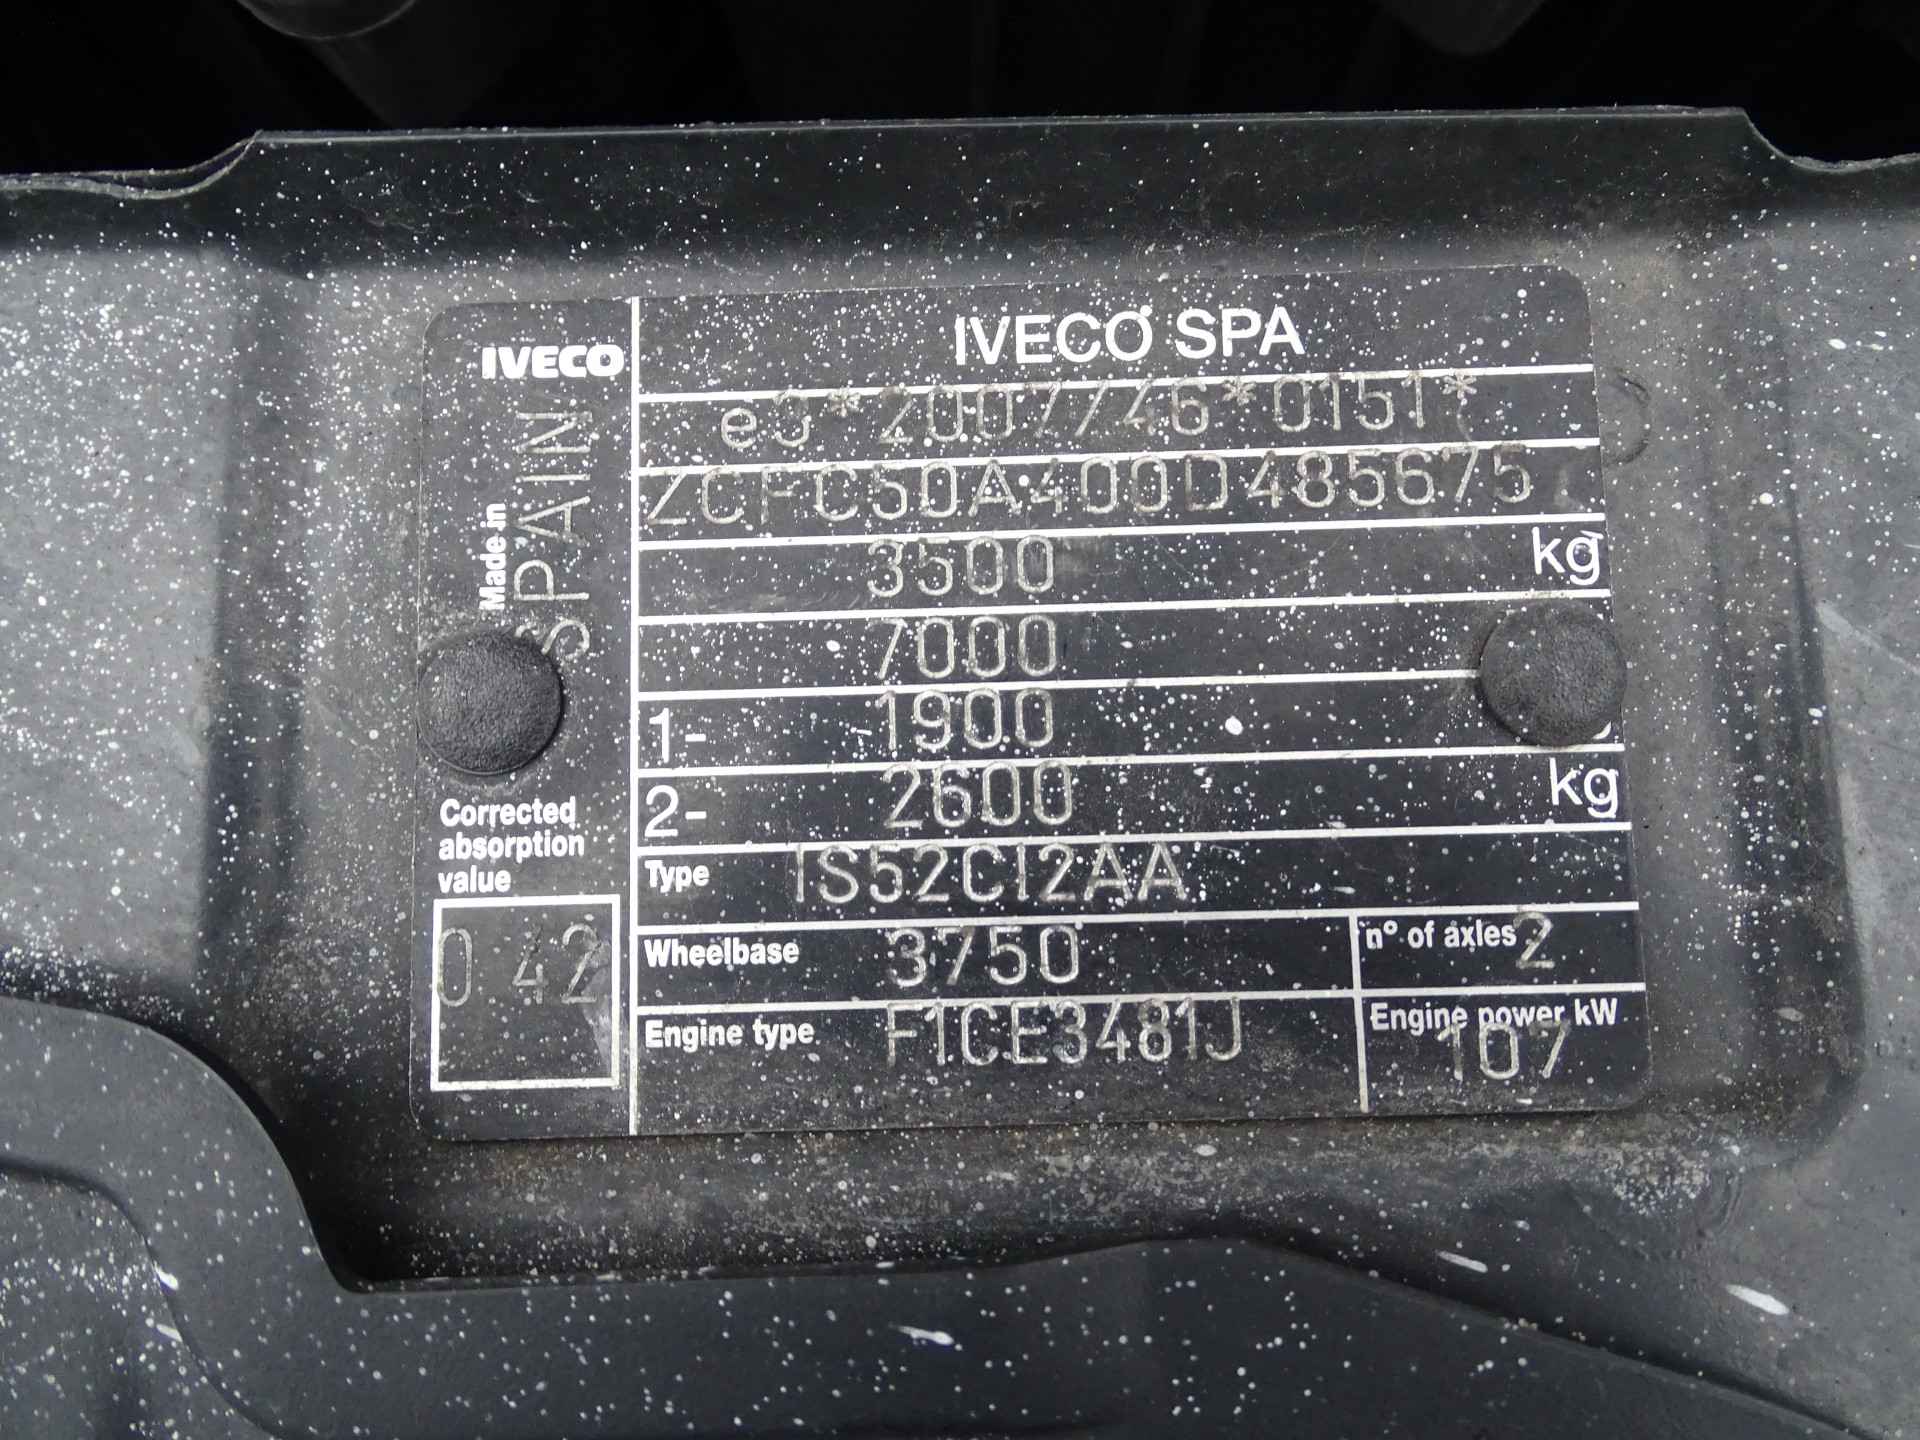 IVECO SPA
IVECO
Made in SPAIN
e3*2007/46*0151*
ZCFC50A400D485675
3500 kg
7000
1- 1900
2- 2600 kg
Corrected
absorption
value
0 42
Type IS52CI2AA
Wheelbase 3750 n° of axles 2
Engine type F1CE3481J Engine power kW
107